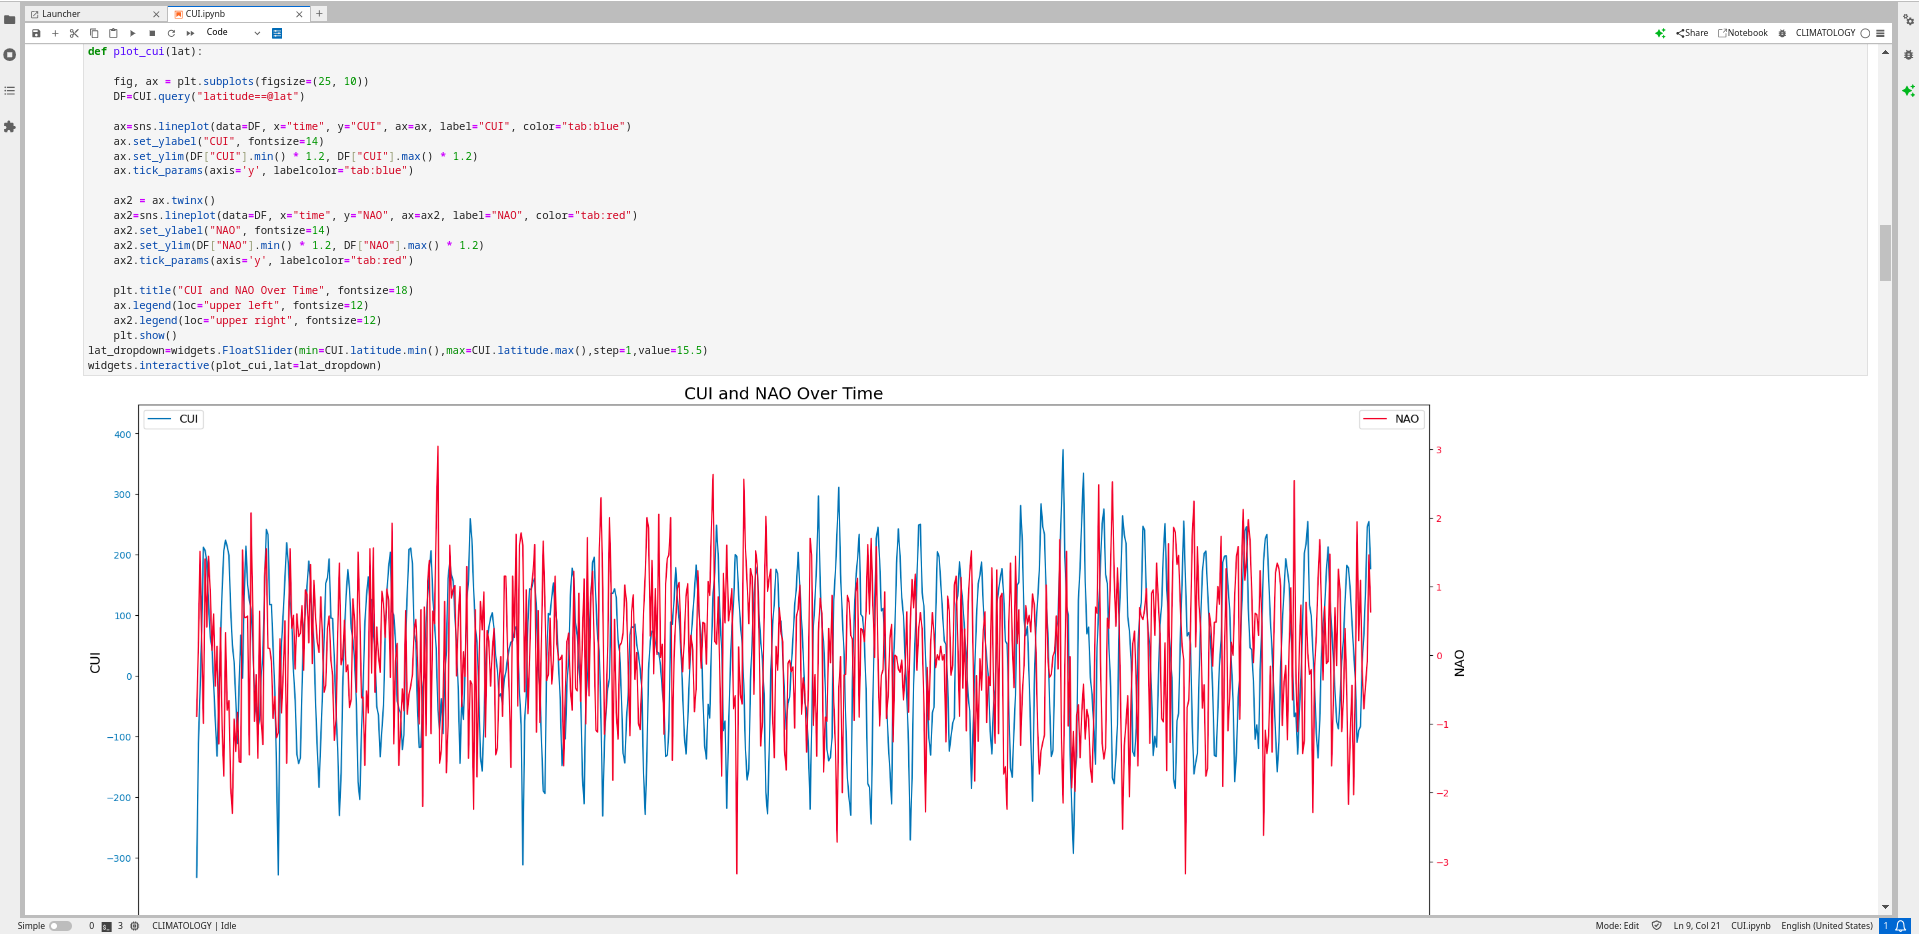 Launcher
CUI.ipynb
Code
Share
Notebook
CLIMATOLOGY
def plot_cui(lat):
fig, ax = plt.subplots(figsize=(25, 10))
DF=CUI.query("latitude==@lat")
ax=sns.lineplot(data=DF, x="time", y="CUI", ax=ax, label="CUI", color="tab:blue")
ax.set_ylabel("CUI", fontsize=14)
ax.set_ylim(DF["CUI"].min() * 1.2, DF["CUI"].max() * 1.2)
ax.tick_params(axis='y', labelcolor="tab:blue")
ax2 = ax.twinx()
ax2=sns.lineplot(data=DF, x="time", y="NAO", ax=ax2, label="NAO", color="tab:red")
ax2.set_ylabel("NAO", fontsize=14)
ax2.set_ylim(DF["NAO"].min() * 1.2, DF["NAO"].max() * 1.2)
ax2.tick_params(axis='y', labelcolor="tab:red")
plt.title("CUI and NAO Over Time", fontsize=18)
ax.legend(loc="upper left", fontsize=12)
ax2.legend(loc="upper right", fontsize=12)
plt.show()
lat_dropdown=widgets.FloatSlider(min=CUI.latitude.min(),max=CUI.latitude.max(),step=1,value=15.5)
widgets.interactive(plot_cui,lat=lat_dropdown)
CUI and NAO Over Time
CUI
NAO
400
300
200
100
0
−100
−200
−300
CUI
3
2
1
0
−1
−2
−3
NAO
Simple
0
3
CLIMATOLOGY | Idle
Mode: Edit
Ln 9, Col 21
CUI.ipynb
English (United States)
1